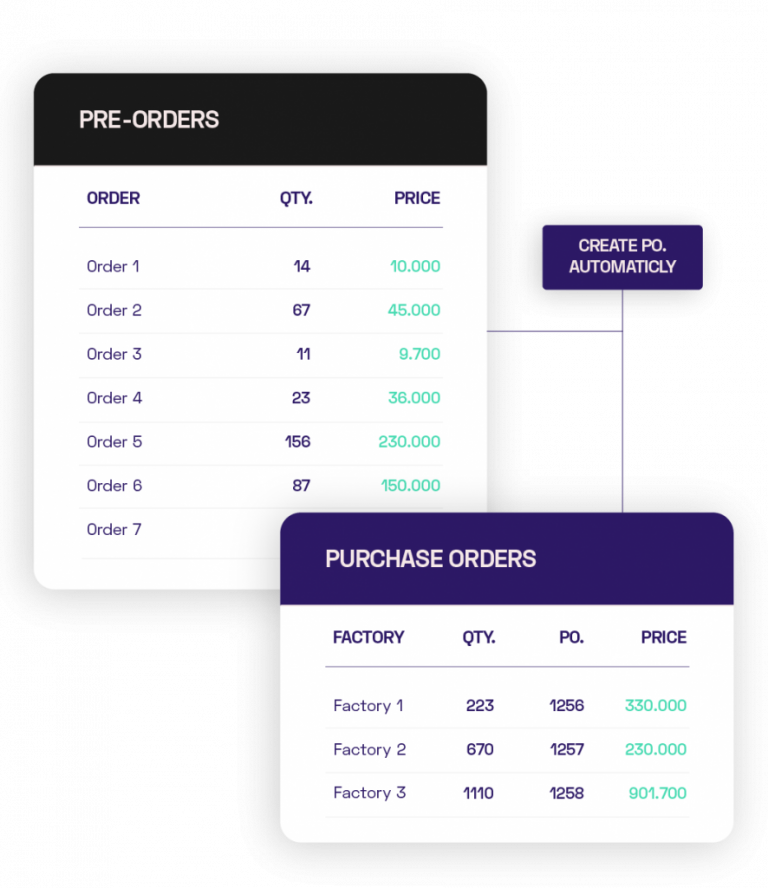 PRE-ORDERS
ORDER QTY. PRICE
Order 1 14 10.000
Order 2 67 45.000
Order 3 11 9.700
Order 4 23 36.000
Order 5 156 230.000
Order 6 87 150.000
Order 7
CREATE PO.
AUTOMATICLY
PURCHASE ORDERS
FACTORY QTY. PO. PRICE
Factory 1 223 1256 330.000
Factory 2 670 1257 230.000
Factory 3 1110 1258 901.700